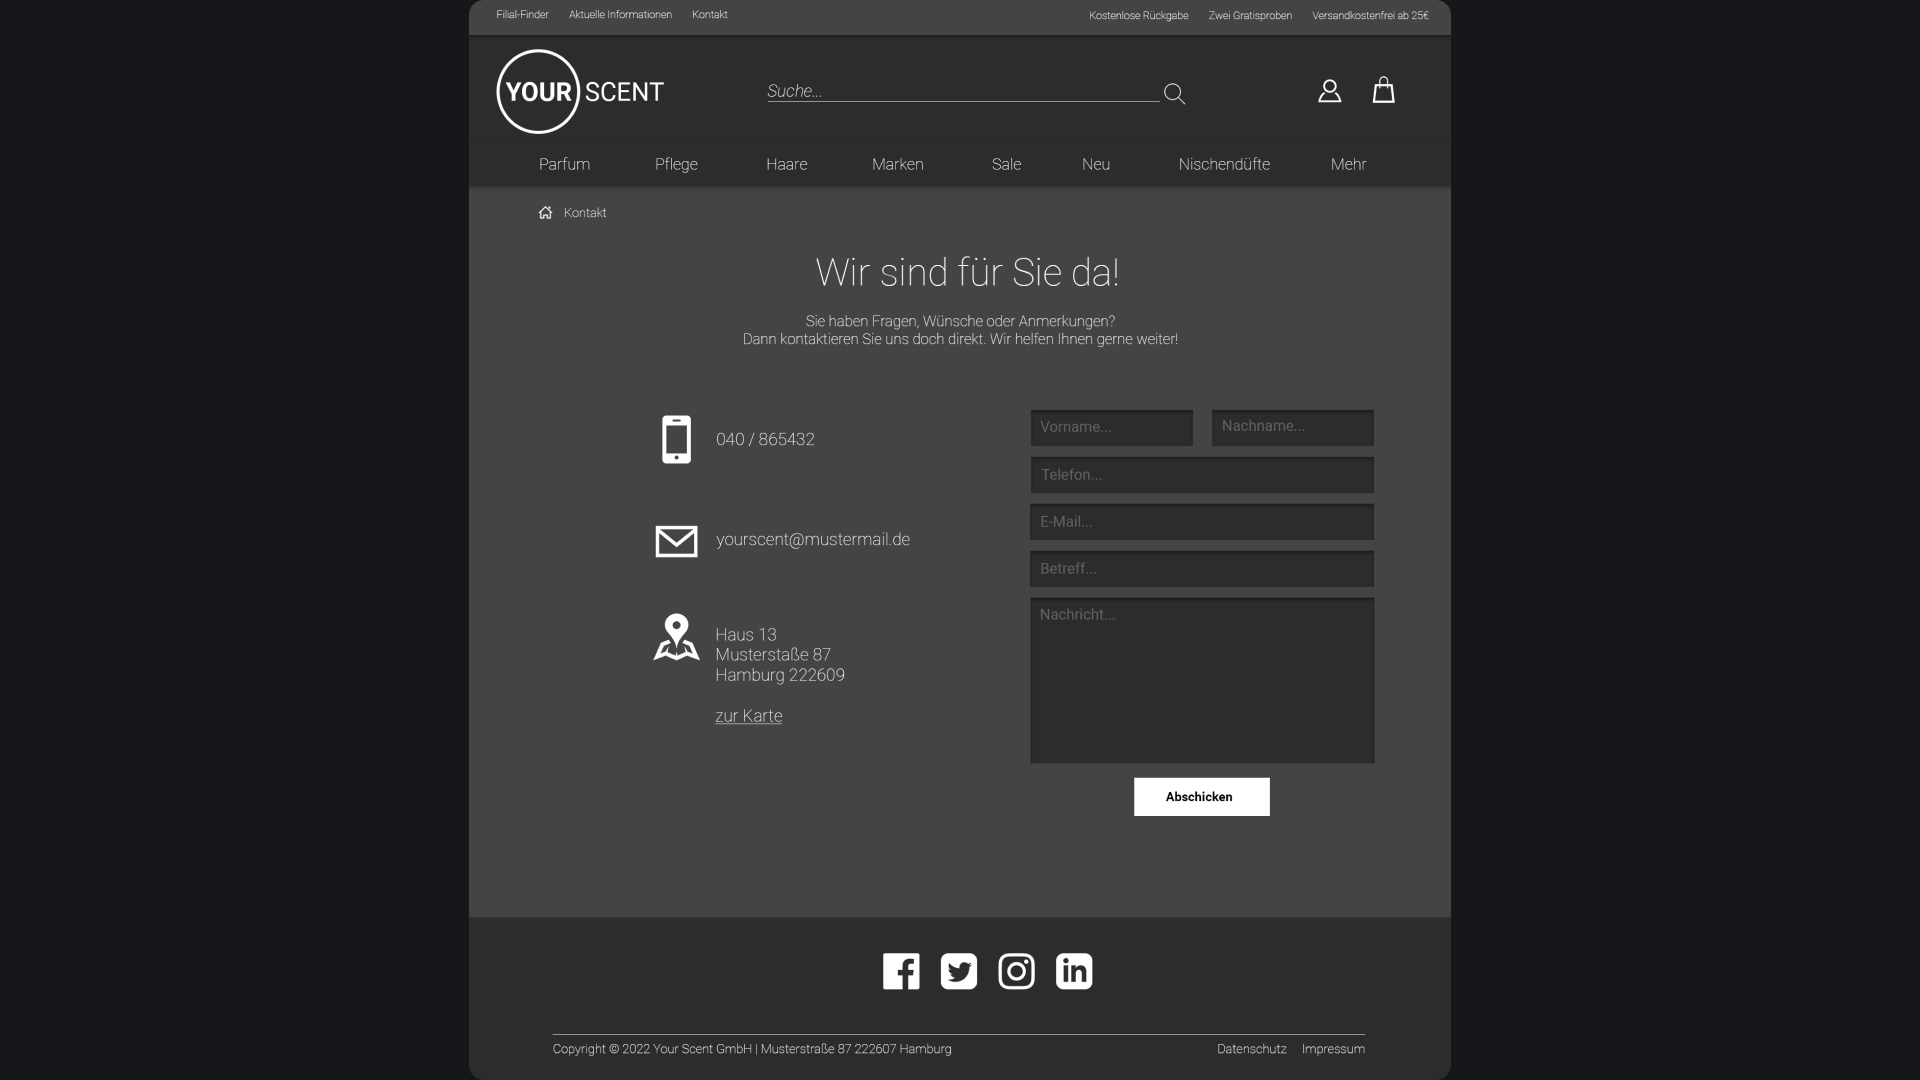 Filial-Finder Aktuelle Informationen Kontakt Kostenlose Rückgabe Zwei Gratisproben Versandkostenfrei ab 25€
YOUR SCENT
Suche...
Parfum Pflege Haare Marken Sale Neu Nischendüfte Mehr
Kontakt
Wir sind für Sie da!
Sie haben Fragen, Wünsche oder Anmerkungen?
Dann kontaktieren Sie uns doch direkt. Wir helfen Ihnen gerne weiter!
040 / 865432
yourscent@mustermail.de
Haus 13
Musterstaße 87
Hamburg 222609
zur Karte
Vorname... Nachname...
Telefon...
E-Mail...
Betreff...
Nachricht...
Abschicken
Copyright © 2022 Your Scent GmbH | Musterstraße 87 222607 Hamburg Datenschutz Impressum